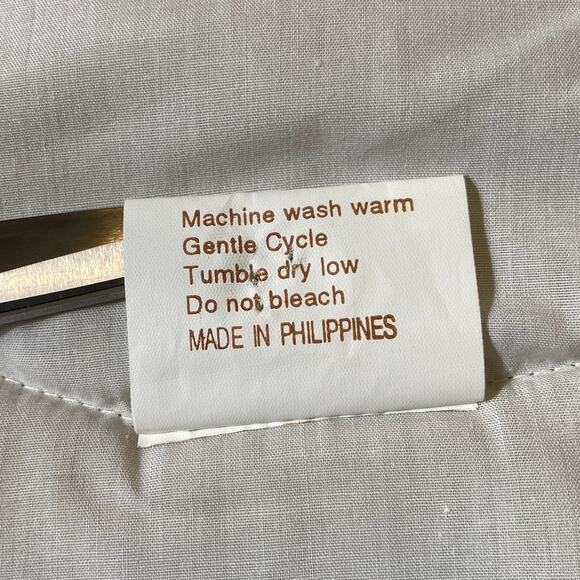 Machine wash warm
Gentle Cycle
Tumble dry low
Do not bleach
MADE IN PHILIPPINES